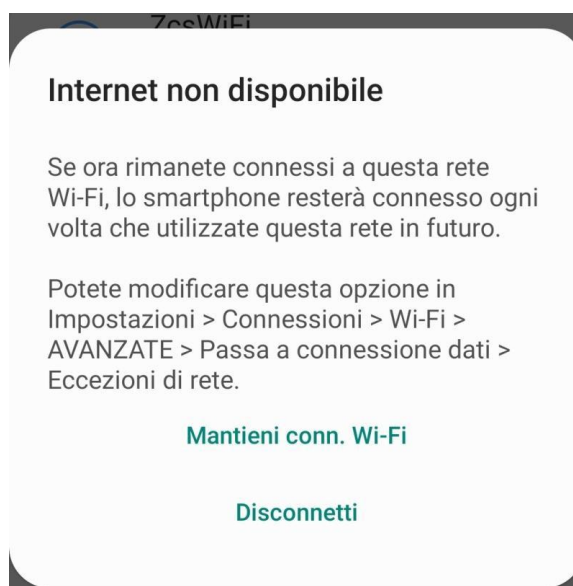 ZcsWiFi
Internet non disponibile
Se ora rimanete connessi a questa rete
Wi-Fi, lo smartphone resterà connesso ogni
volta che utilizzate questa rete in futuro.
Potete modificare questa opzione in
Impostazioni > Connessioni > Wi-Fi >
AVANZATE > Passa a connessione dati >
Eccezioni di rete.
Mantieni conn. Wi-Fi
Disconnetti